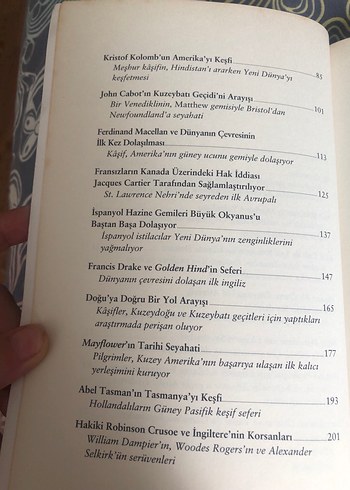 Kristof Kolomb'un Amerika'yı Keşfi 85
Meşhur kâşifin, Hindistan'ı ararken Yeni Dünya'yı
keşfetmesi
John Cabot'ın Kuzeybatı Geçidi'ni Arayışı 101
Bir Venediklinin, Matthew gemisiyle Bristol'dan
Newfoundland'a seyahati
Ferdinand Macellan ve Dünyanın Çevresinin
İlk Kez Dolaşılması 113
Kâşif, Amerika'nın güney ucunu gemiyle dolaşıyor
Fransızların Kanada Üzerindeki Hak İddiası
Jacques Cartier Tarafından Sağlamlaştırılıyor 125
St. Lawrence Nehri'nde seyreden ilk Avrupalı
İspanyol Hazine Gemileri Büyük Okyanus'u
Baştan Başa Dolaşıyor 137
İspanyol istilacılar Yeni Dünya'nın zenginliklerini
yağmalıyor
Francis Drake ve Golden Hind'in Seferi 147
Dünyanın çevresini dolaşan ilk ingiliz
Doğu'ya Doğru Bir Yol Arayışı 165
Kâşifler, Kuzeydoğu ve Kuzeybatı geçitleri için yaptıkları
araştırmada perişan oluyor
Mayflower'ın Tarihi Seyahati 177
Pilgrimler, Kuzey Amerika'nın başarıya ulaşan ilk kalıcı
yerleşimini kuruyor
Abel Tasman'ın Tasmanya'yı Keşfi 193
Hollandalıların Güney Pasifik keşif seferi
Hakiki Robinson Crusoe ve İngiltere'nin Korsanları 201
William Dampier'ın, Woodes Rogers'ın ve Alexander
Selkirk'ün serüvenleri